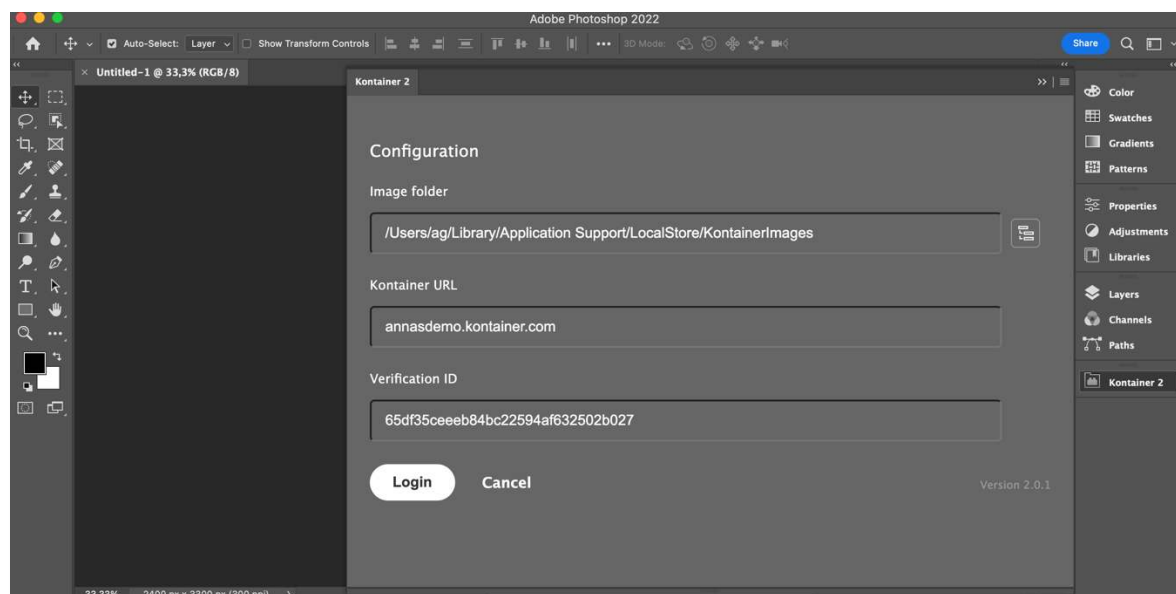 Adobe Photoshop 2022
Auto-Select: Layer Show Transform Controls 3D Mode: Share
× Untitled-1 @ 33,3% (RGB/8)
Kontainer 2
Configuration
Image folder
/Users/ag/Library/Application Support/LocalStore/KontainerImages
Kontainer URL
annasdemo.kontainer.com
Verification ID
65df35ceeeb84bc22594af632502b027
Login Cancel
Version 2.0.1
Color
Swatches
Gradients
Patterns
Properties
Adjustments
Libraries
Layers
Channels
Paths
Kontainer 2